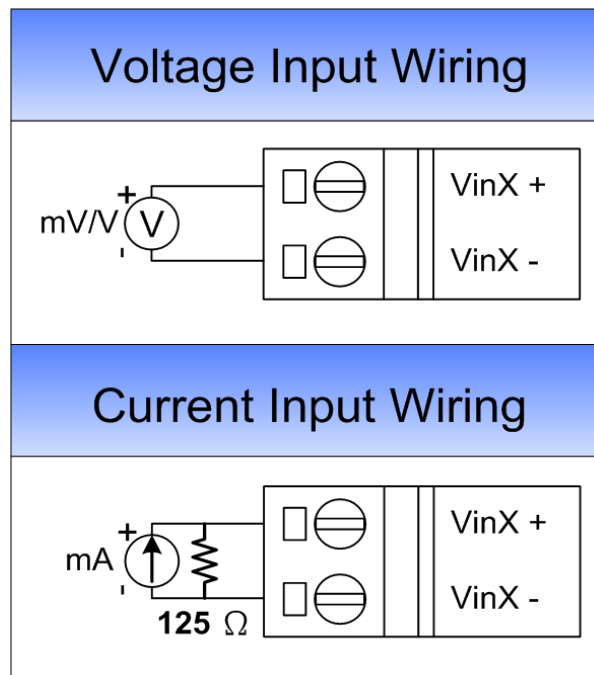 Voltage Input Wiring
+
mV/V V
-
VinX +
VinX -
Current Input Wiring
+
mA
-
125 Ω
VinX +
VinX -